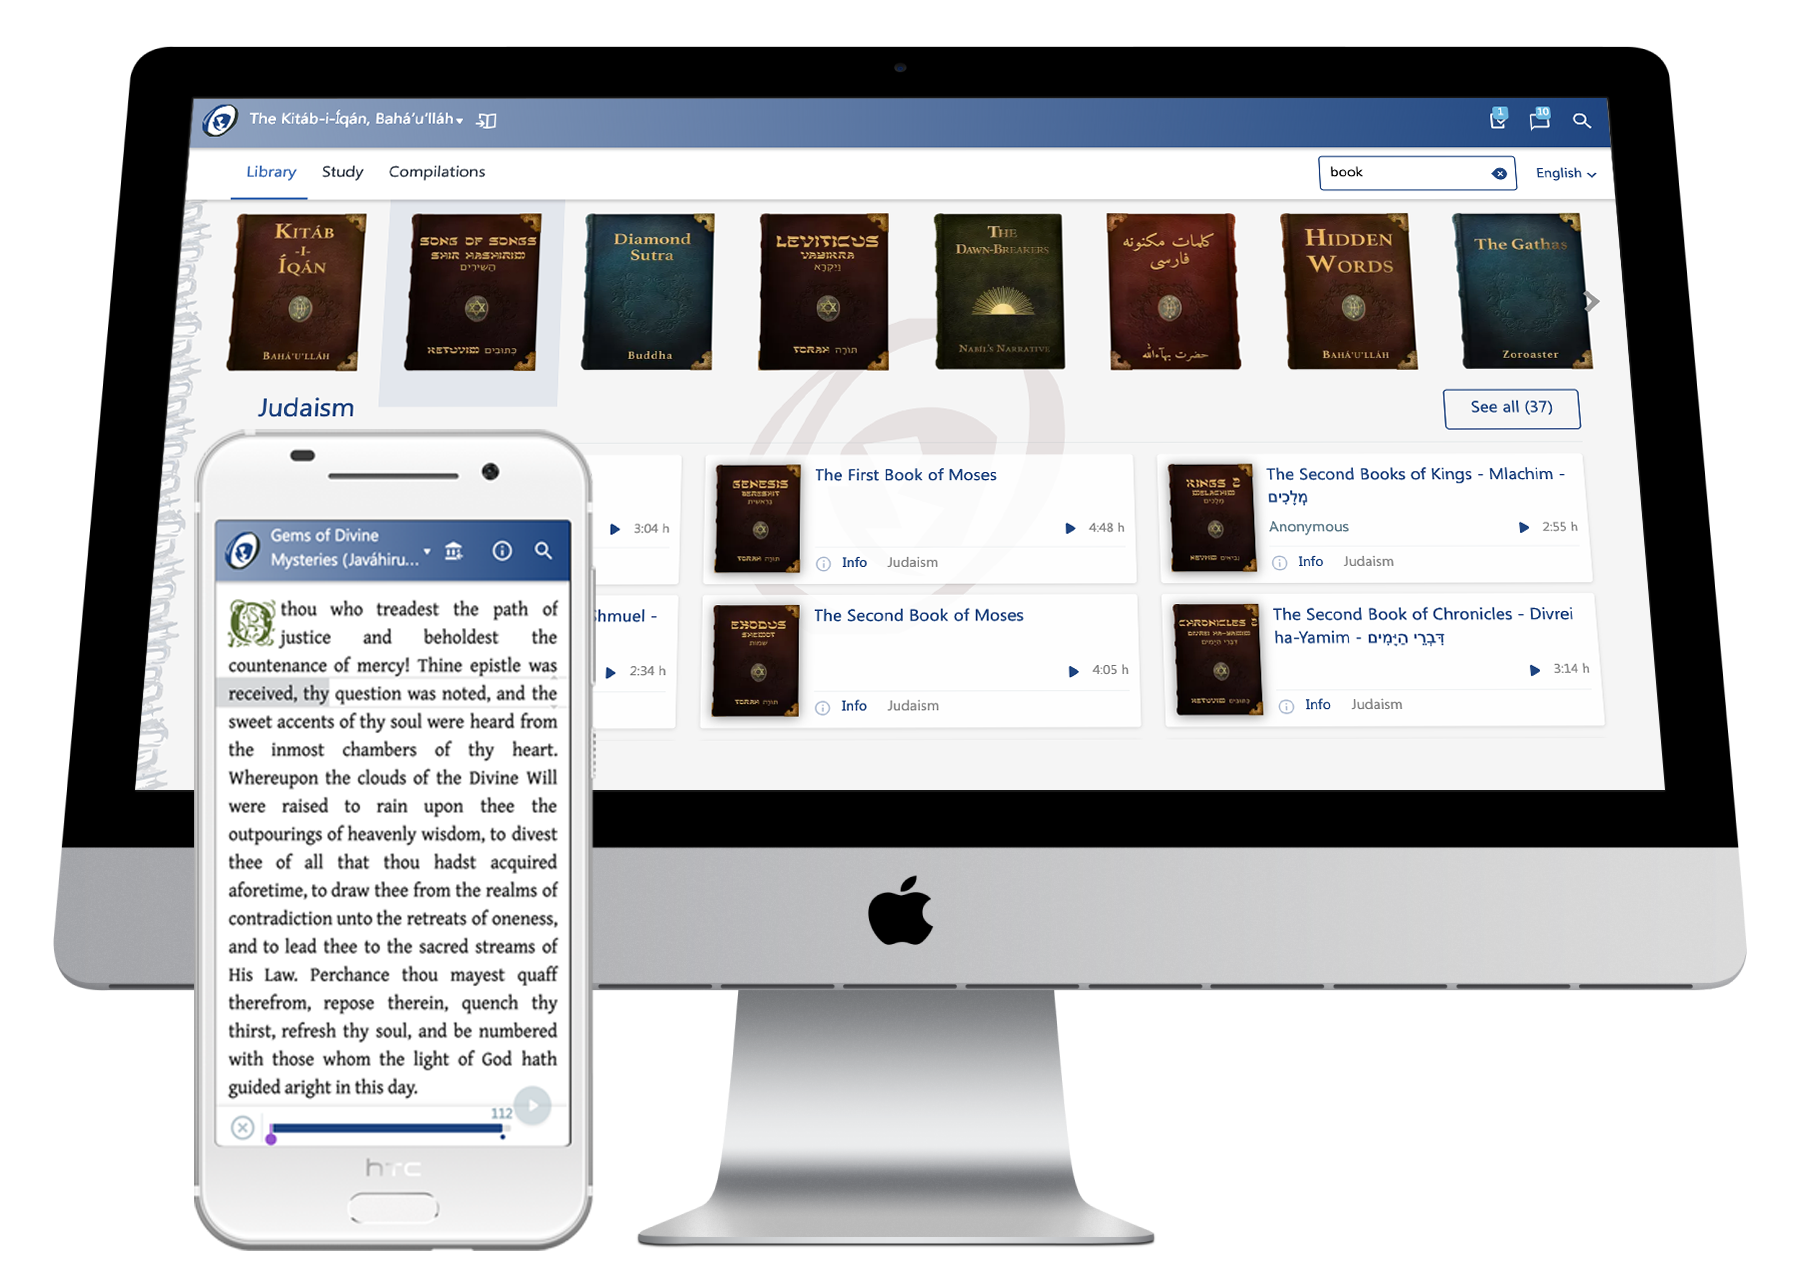 The Kitáb-i-Íqán, Bahá'u'lláh
1
10
Library
Study
Compilations
book
English
KITÁB
-I-
ÍQÁN
BAHÁ'U'LLÁH
SONG OF SONGS
SHIR HASHIRIM
השירים
KETUVIM כתובים
Diamond
Sutra
Buddha
LEVITICUS
VAYIKRA
ויקרא
TORAH תורה
THE
DAWN-BREAKERS
NABÍL'S NARRATIVE
کلمات مکنونه
فارسی
حضرت بهآءالله
HIDDEN
WORDS
BAHÁ'U'LLÁH
The Gathas
Zoroaster
Judaism
See all (37)
3:04 h
GENESIS
BERESHIT
בראשית
TORAH תורה
The First Book of Moses
4:48 h
Info
Judaism
KINGS 2
MELACHIM
מלכים
NEVIIM נביאים
The Second Books of Kings - Mlachim -
מְלָכִים
Anonymous
2:55 h
Info
Judaism
Shmuel -
2:34 h
EXODUS
SHEMOT
שמות
TORAH תורה
The Second Book of Moses
4:05 h
Info
Judaism
CHRONICLES 2
DIVREI HA-YAMIM
דברי הימים
KETUVIM כתובים
The Second Book of Chronicles - Divrei
ha-Yamim - דִּבְרֵי הַיָּמִים
3:14 h
Info
Judaism
Gems of Divine
Mysteries (Javáhiru...
O thou who treadest the path of
justice and beholdest the
countenance of mercy! Thine epistle was
received, thy question was noted, and the
sweet accents of thy soul were heard from
the inmost chambers of thy heart.
Whereupon the clouds of the Divine Will
were raised to rain upon thee the
outpourings of heavenly wisdom, to divest
thee of all that thou hadst acquired
aforetime, to draw thee from the realms of
contradiction unto the retreats of oneness,
and to lead thee to the sacred streams of
His Law. Perchance thou mayest quaff
therefrom, repose therein, quench thy
thirst, refresh thy soul, and be numbered
with those whom the light of God hath
guided aright in this day.
112
htc